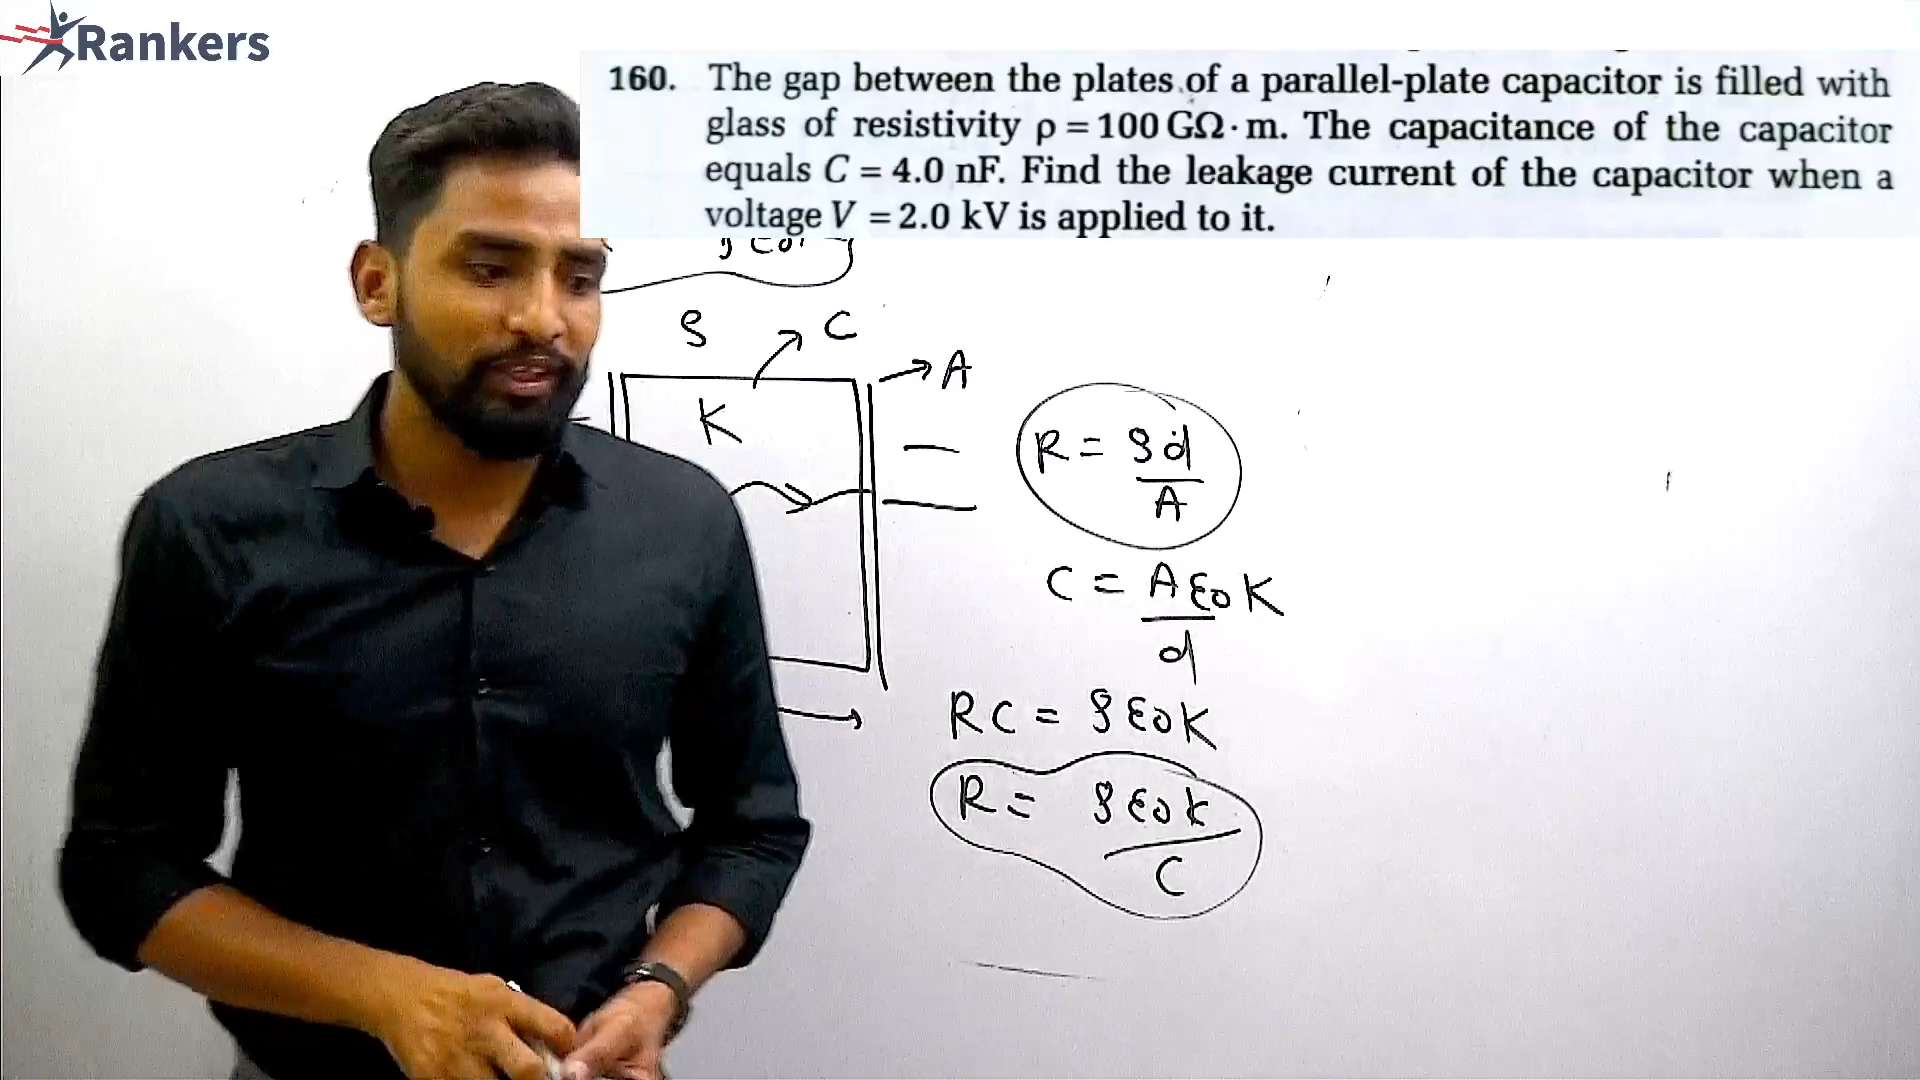 Rankers
160. The gap between the plates of a parallel-plate capacitor is filled with
glass of resistivity ρ = 100 GΩ · m. The capacitance of the capacitor
equals C = 4.0 nF. Find the leakage current of the capacitor when a
voltage V = 2.0 kV is applied to it.
ρ C
A
K
R = ρd/A
C = Aε₀K/d
RC = ρε₀K
R = ρε₀k/C